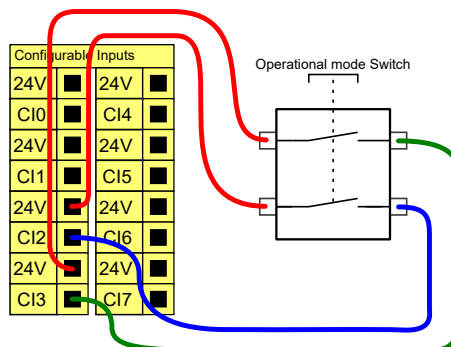 Configurable Inputs
Operational mode Switch
24V 24V
CI0 CI4
24V 24V
CI1 CI5
24V 24V
CI2 CI6
24V 24V
CI3 CI7